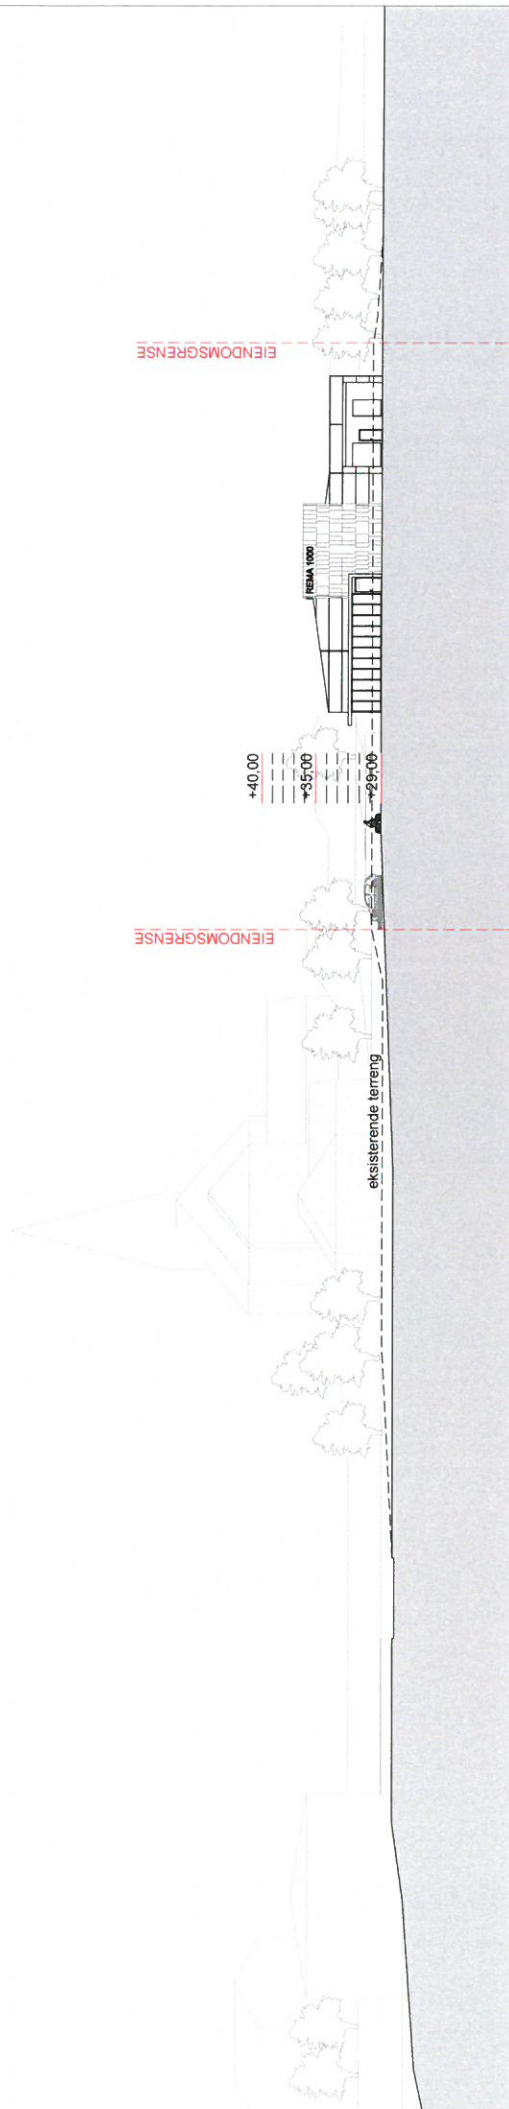 eksisterende terreng
EIENDOMSGRENSE
+40,00
+35,00
+29,00
REMA 1000
EIENDOMSGRENSE